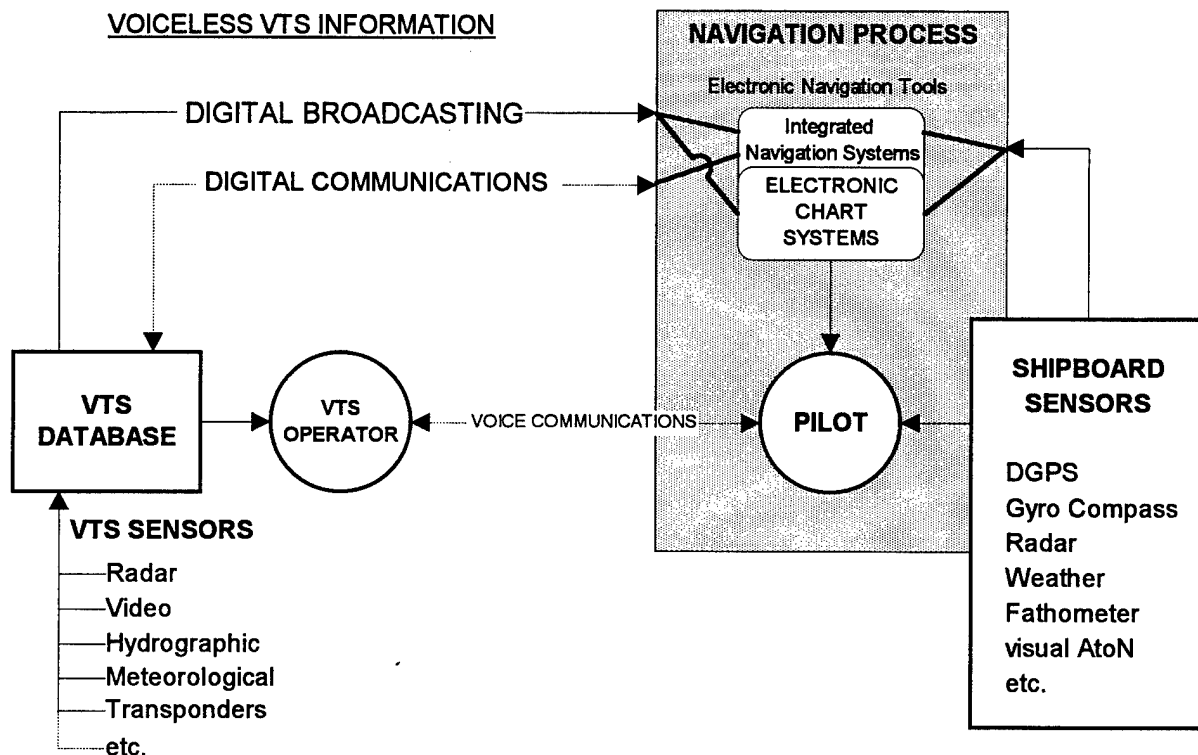 VOICELESS VTS INFORMATION
NAVIGATION PROCESS
Electronic Navigation Tools
DIGITAL BROADCASTING
Integrated
Navigation Systems
DIGITAL COMMUNICATIONS
ELECTRONIC
CHART
SYSTEMS
VTS
DATABASE
VTS
OPERATOR
VOICE COMMUNICATIONS
PILOT
SHIPBOARD
SENSORS
DGPS
Gyro Compass
Radar
Weather
Fathometer
visual AtoN
etc.
VTS SENSORS
Radar
Video
Hydrographic
Meteorological
Transponders
etc.